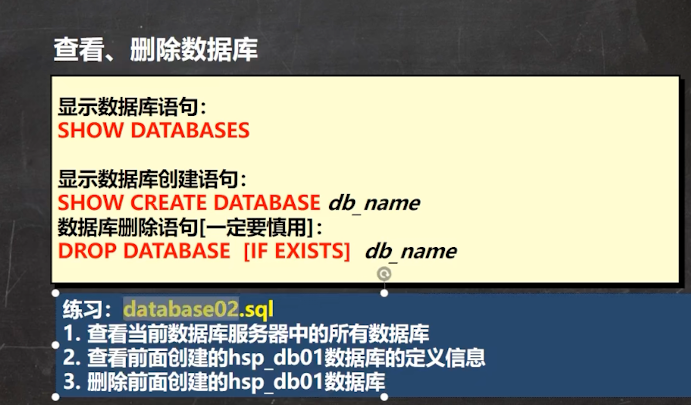 查看、删除数据库
显示数据库语句：
SHOW DATABASES
显示数据库创建语句：
SHOW CREATE DATABASE db_name
数据库删除语句[一定要慎用]：
DROP DATABASE [IF EXISTS] db_name
练习：database02.sql
1. 查看当前数据库服务器中的所有数据库
2. 查看前面创建的hsp_db01数据库的定义信息
3. 删除前面创建的hsp_db01数据库